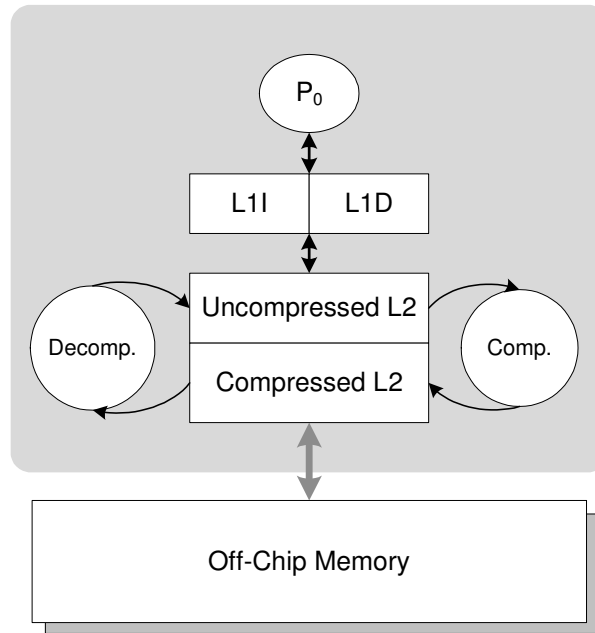 P₀
L1I L1D
Uncompressed L2
Decomp. Comp.
Compressed L2
Off-Chip Memory